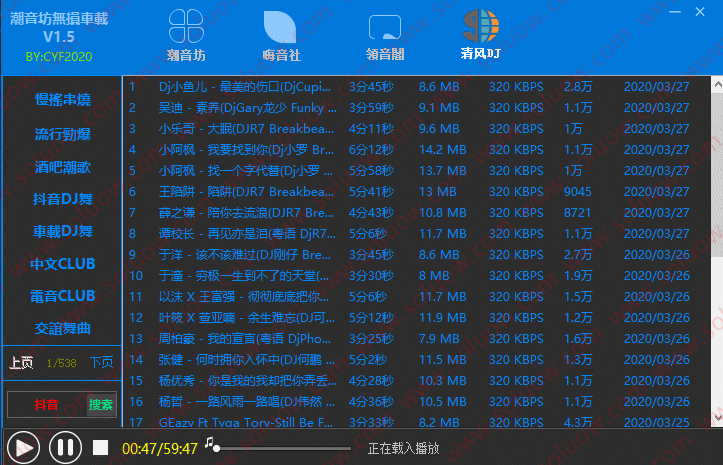 潮音坊無損車載
V1.5
BY:CYF2020
潮音坊
嗨音社
領音閣
清风DJ
慢搖串燒
流行勁爆
酒吧潮歌
抖音DJ舞
車載DJ舞
中文CLUB
電音CLUB
交誼舞曲
上页 1/538 下页
抖音 搜索
1 Dj小鱼儿 - 最美的伤口(DjCupi... 3分45秒 8.6 MB 320 KBPS 2.8万 2020/03/27
2 吴迪 - 素养(DjGary龙少 Funky ... 3分59秒 9.1 MB 320 KBPS 1.1万 2020/03/27
3 小乐哥 - 大眠(DJR7 Breakbea... 4分11秒 9.6 MB 320 KBPS 1万 2020/03/27
4 小阿枫 - 我要找到你(Dj小罗 Br... 6分12秒 14.2 MB 320 KBPS 1.1万 2020/03/27
5 小阿枫 - 找一个字代替(Dj小罗 ... 5分58秒 13.7 MB 320 KBPS 1万 2020/03/27
6 王陷阱 - 陷阱(DJR7 Breakbea... 5分41秒 13 MB 320 KBPS 9045 2020/03/27
7 薛之谦 - 陪你去流浪(DJR7 Bre... 4分43秒 10.8 MB 320 KBPS 8721 2020/03/27
8 谭校长 - 再见亦是泪(粤语 DjR7... 5分6秒 11.7 MB 320 KBPS 1.1万 2020/03/27
9 于洋 - 该不该难过(DJ刚仔 Bre... 3分45秒 8.6 MB 320 KBPS 2.7万 2020/03/26
10 于潼 - 穷极一生到不了的天堂(... 3分30秒 8 MB 320 KBPS 1.9万 2020/03/26
11 以沫 X 王富强 - 彻彻底底把你... 5分6秒 11.7 MB 320 KBPS 1.5万 2020/03/26
12 叶筱 X 萱亚喃 - 余生难忘(DJ可... 5分12秒 11.9 MB 320 KBPS 1.2万 2020/03/26
13 周柏豪 - 我的宣言(粤语 DjPho... 3分25秒 7.9 MB 320 KBPS 1.6万 2020/03/26
14 张健 - 何时拥你入怀中(DJ何鹏 ... 5分2秒 11.5 MB 320 KBPS 1.3万 2020/03/26
15 杨优秀 - 你是我的我却把你弄丢... 4分28秒 10.3 MB 320 KBPS 1.1万 2020/03/26
16 杨哲 - 一路风雨一路唱(DJ伟然 ... 4分36秒 10.5 MB 320 KBPS 1.1万 2020/03/26
17 GEazy Ft Tyga Tory-Still Be F... 3分33秒 8.2 MB 320 KBPS 4.3万 2020/03/25
00:47/59:47 正在载入播放